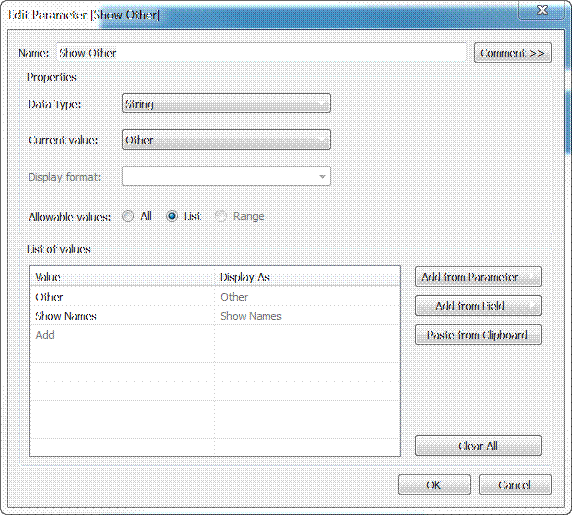 Edit Parameter [Show Other]
Name: Show Other Comment >>
Properties
Data Type: String
Current value: Other
Display format:
Allowable values: All List Range
List of values
Value Display As
Other Other
Show Names Show Names
Add
Add from Parameter
Add from Field
Paste from Clipboard
Clear All
OK Cancel